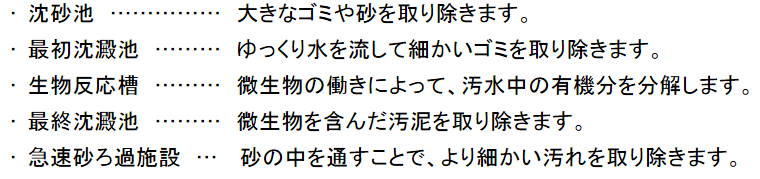 ・ 沈砂池 …………… 大きなゴミや砂を取り除きます。
・ 最初沈澱池 ……… ゆっくり水を流して細かいゴミを取り除きます。
・ 生物反応槽 ……… 微生物の働きによって、汚水中の有機分を分解します。
・ 最終沈澱池 ……… 微生物を含んだ汚泥を取り除きます。
・ 急速砂ろ過施設 … 砂の中を通すことで、より細かい汚れを取り除きます。